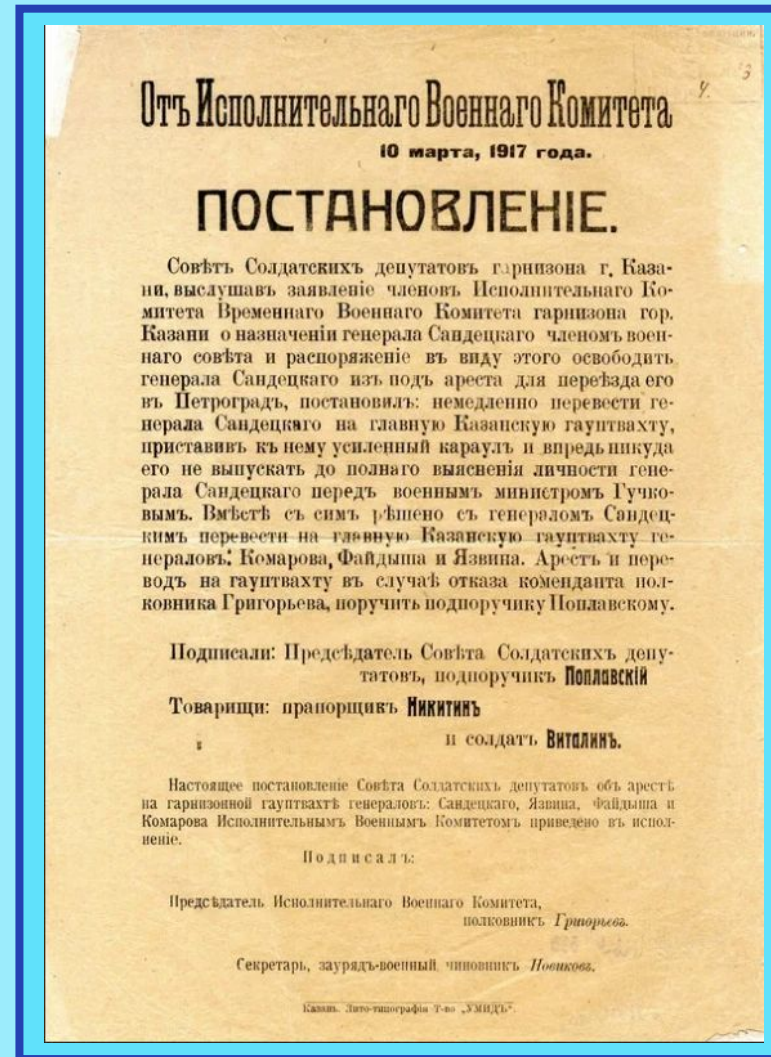 4.
3
Отъ Исполнительнаго Военнаго Комитета
10 марта, 1917 года.
ПОСТАНОВЛЕНІЕ.
Совѣтъ Солдатскихъ депутатовъ гарнизона г. Каза-
ни, выслушавъ заявленіе членовъ Исполнительнаго Ко-
митета Временнаго Военнаго Комитета гарнизона гор.
Казани о назначеніи генерала Сандецкаго членомъ воен-
наго совѣта и распоряженіе въ виду этого освободить
генерала Сандецкаго изъ подъ ареста для переѣзда его
въ Петроградъ, постановилъ: немедленно перевести ге-
нерала Сандецкаго на главную Казанскую гауптвахту,
приставивъ къ нему усиленный караулъ и впредь никуда
его не выпускать до полнаго выясненія личности гене-
рала Сандецкаго передъ военнымъ министромъ Гучко-
вымъ. Вмѣстѣ съ симъ рѣшено съ генераломъ Сандец-
кимъ перевести на главную Казанскую гауптвахту ге-
нераловъ: Комарова, Файдыша и Язвина. Арестъ и пере-
водъ на гауптвахту въ случаѣ отказа коменданта пол-
ковника Григорьева, поручить подпоручику Поплавскому.
Подписали: Предсѣдатель Совѣта Солдатскихъ депу-
татовъ, подпоручикъ Поплавскій
Товарищи: прапорщикъ Никитинъ
и солдатъ Виталинъ.
Настоящее постановленіе Совѣта Солдатскихъ депутатовъ объ арестѣ
на гарнизонной гауптвахтѣ генераловъ: Сандецкаго, Язвина, Файдыша и
Комарова Исполнительнымъ Военнымъ Комитетомъ приведено въ испол-
неніе.
Подписалъ:
Предсѣдатель Исполнительнаго Военнаго Комитета,
полковникъ Григорьевъ.
Секретарь, заурядъ-военный чиновникъ Новиковъ.
Казань. Лито-типографія Т-во „УМИДЪ“.